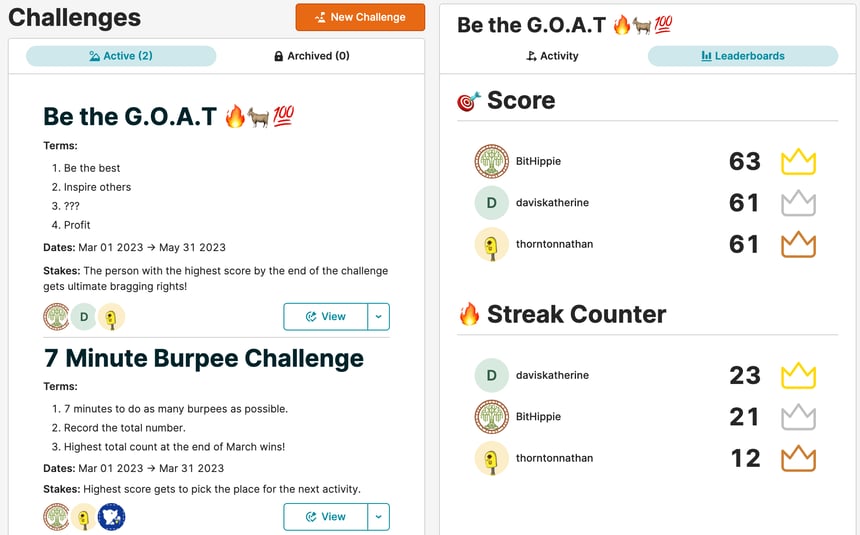 Challenges
New Challenge
Active (2)
Archived (0)
Be the G.O.A.T 🔥🐐💯
Terms:
1. Be the best
2. Inspire others
3. ???
4. Profit
Dates: Mar 01 2023 → May 31 2023
Stakes: The person with the highest score by the end of the challenge
gets ultimate bragging rights!
D
View
7 Minute Burpee Challenge
Terms:
1. 7 minutes to do as many burpees as possible.
2. Record the total number.
3. Highest total count at the end of March wins!
Dates: Mar 01 2023 → Mar 31 2023
Stakes: Highest score gets to pick the place for the next activity.
View
Be the G.O.A.T 🔥🐐💯
Activity
Leaderboards
🎯 Score
BitHippie 63
D daviskatherine 61
thorntonnathan 61
🔥 Streak Counter
D daviskatherine 23
BitHippie 21
thorntonnathan 12